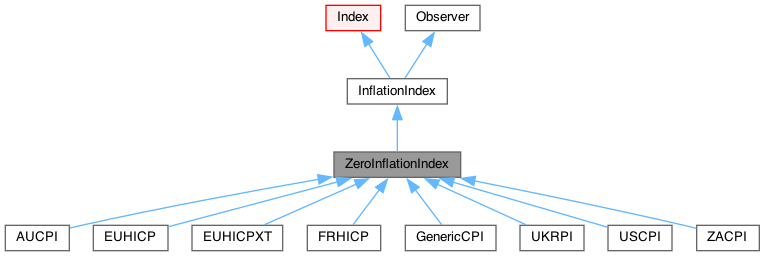 Index
Observer
InflationIndex
ZeroInflationIndex
AUCPI
EUHICP
EUHICPXT
FRHICP
GenericCPI
UKRPI
USCPI
ZACPI